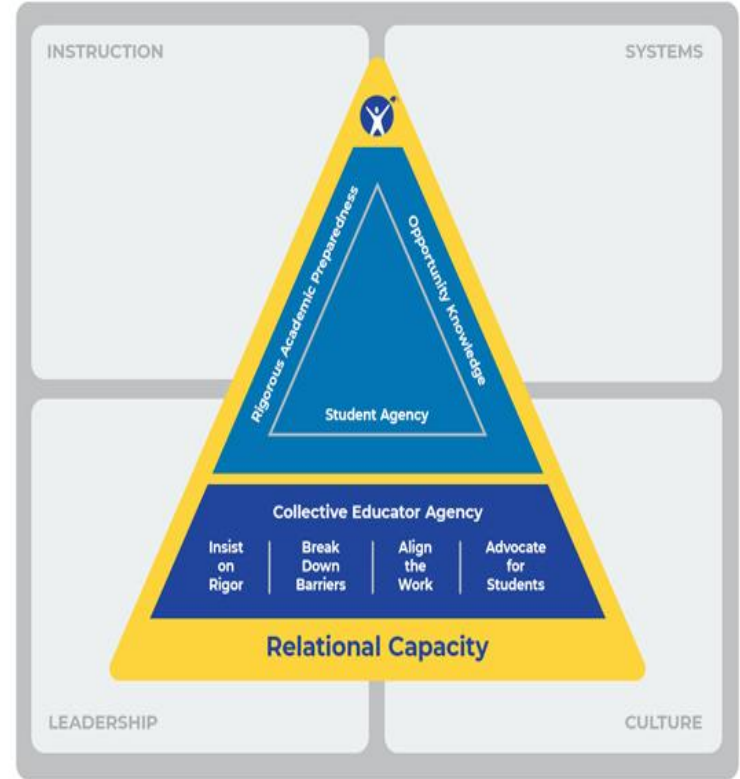 INSTRUCTION
SYSTEMS
Rigorous Academic Preparedness
Opportunity Knowledge
Student Agency
Collective Educator Agency
Insist
on
Rigor
Break
Down
Barriers
Align
the
Work
Advocate
for
Students
Relational Capacity
LEADERSHIP
CULTURE